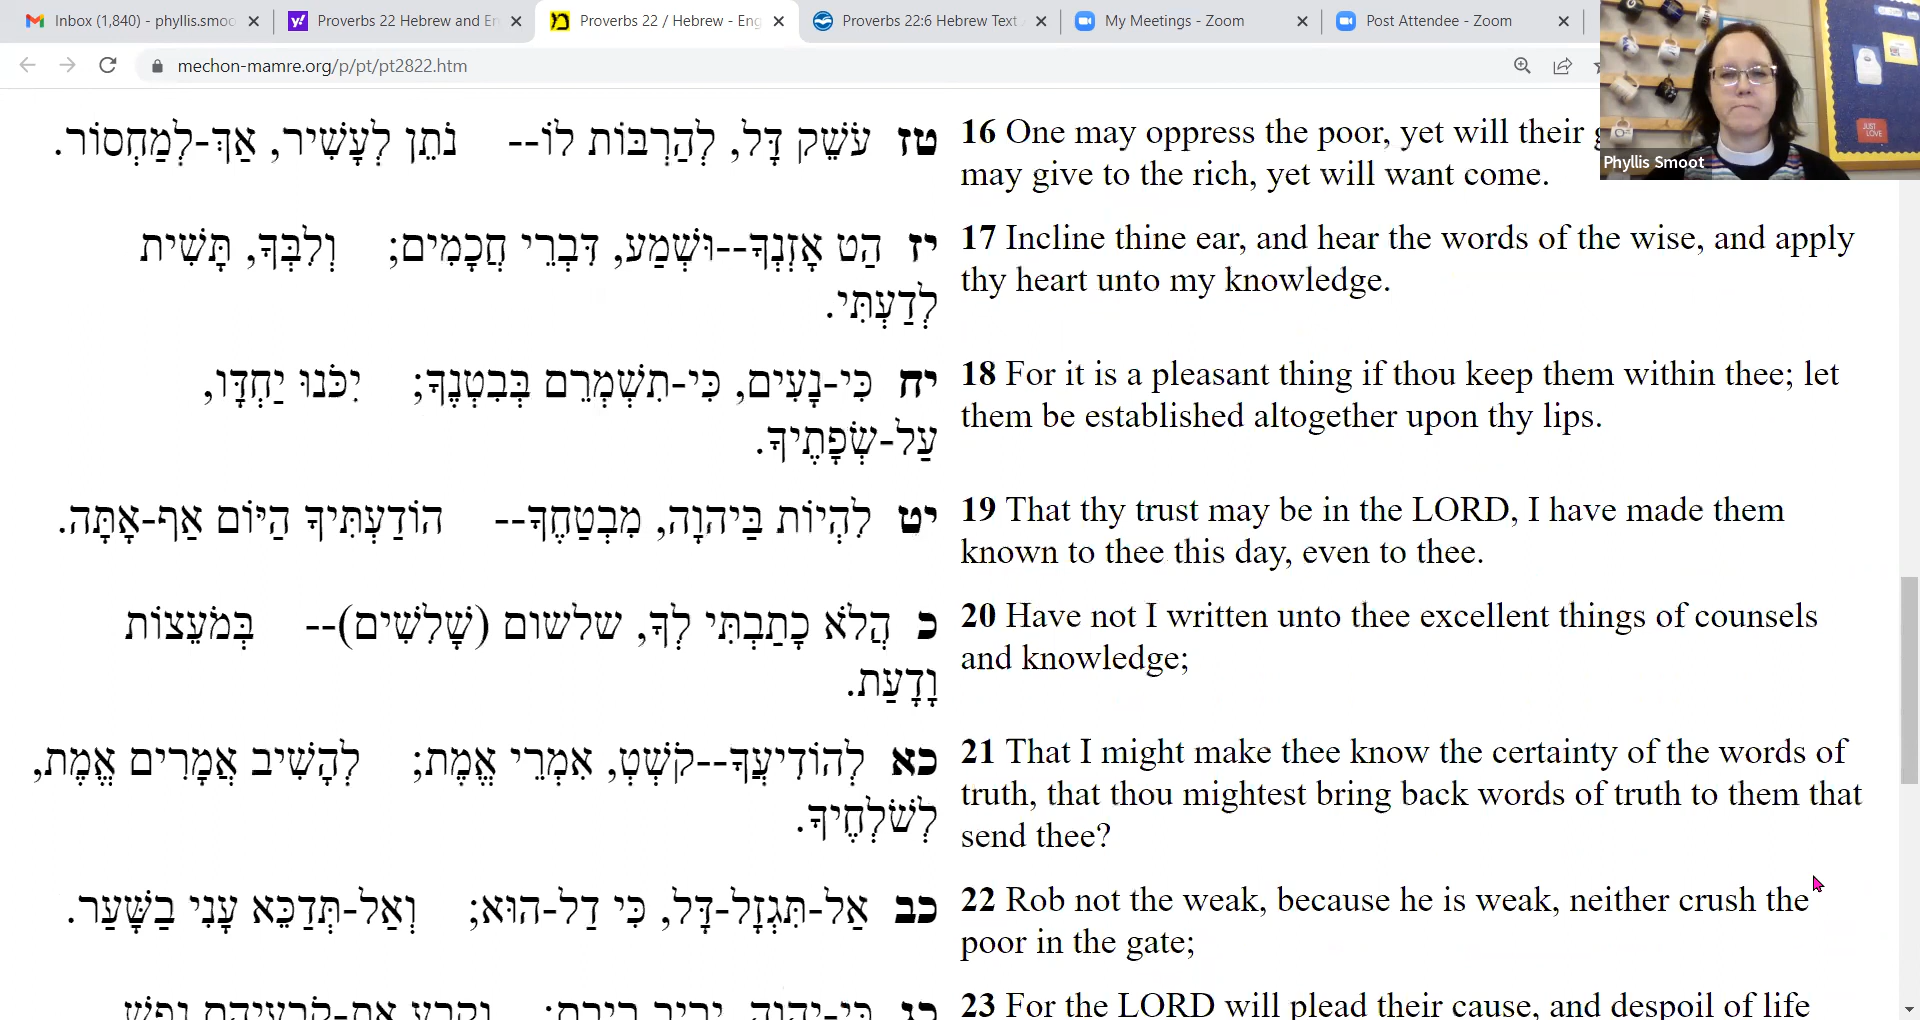 Inbox (1,840) - phyllis.smoo
Proverbs 22 Hebrew and En
Proverbs 22 / Hebrew - Eng
Proverbs 22:6 Hebrew Text
My Meetings - Zoom
Post Attendee - Zoom
mechon-mamre.org/p/pt/pt2822.htm
JUST LOVE
Phyllis Smoot
טז עֹשֵׁק דָּל, לְהַרְבּוֹת לוֹ-- נֹתֵן לְעָשִׁיר, אַךְ-לְמַחְסוֹר.
16 One may oppress the poor, yet will their
may give to the rich, yet will want come.
יז הַט אָזְנְךָ--וּשְׁמַע, דִּבְרֵי חֲכָמִים; וְלִבְּךָ, תָּשִׁית
לְדַעְתִּי.
17 Incline thine ear, and hear the words of the wise, and apply
thy heart unto my knowledge.
יח כִּי-נָעִים, כִּי-תִשְׁמְרֵם בְּבִטְנֶךָ; יִכֹּנוּ יַחְדָּו,
עַל-שְׂפָתֶיךָ.
18 For it is a pleasant thing if thou keep them within thee; let
them be established altogether upon thy lips.
יט לִהְיוֹת בַּיהוָה, מִבְטַחֶךָ-- הוֹדַעְתִּיךָ הַיּוֹם אַף-אָתָּה.
19 That thy trust may be in the LORD, I have made them
known to thee this day, even to thee.
כ הֲלֹא כָתַבְתִּי לְךָ, שלשום (שָׁלִשִׁים)-- בְּמֹעֵצוֹת
וָדָעַת.
20 Have not I written unto thee excellent things of counsels
and knowledge;
כא לְהוֹדִיעֲךָ--קֹשְׁטְ, אִמְרֵי אֱמֶת; לְהָשִׁיב אֲמָרִים אֱמֶת,
לְשֹׁלְחֶיךָ.
21 That I might make thee know the certainty of the words of
truth, that thou mightest bring back words of truth to them that
send thee?
כב אַל-תִּגְזָל-דָּל, כִּי דַל-הוּא; וְאַל-תְּדַכֵּא עָנִי בַשָּׁעַר.
22 Rob not the weak, because he is weak, neither crush the
poor in the gate;
כג כִּי-יְהוָה, יָרִיב רִיבָם; וְקָבַע אֶת-קֹבְעֵיהֶם נָפֶשׁ
23 For the LORD will plead their cause, and despoil of life